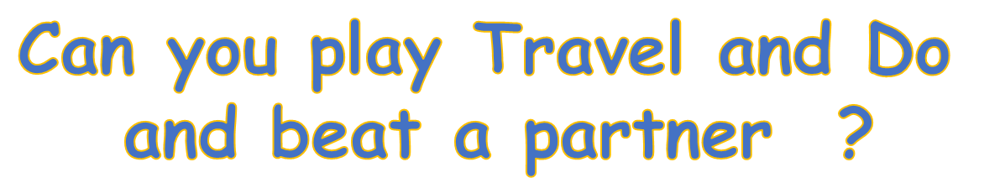 Can you play Travel and Do
and beat a partner ?